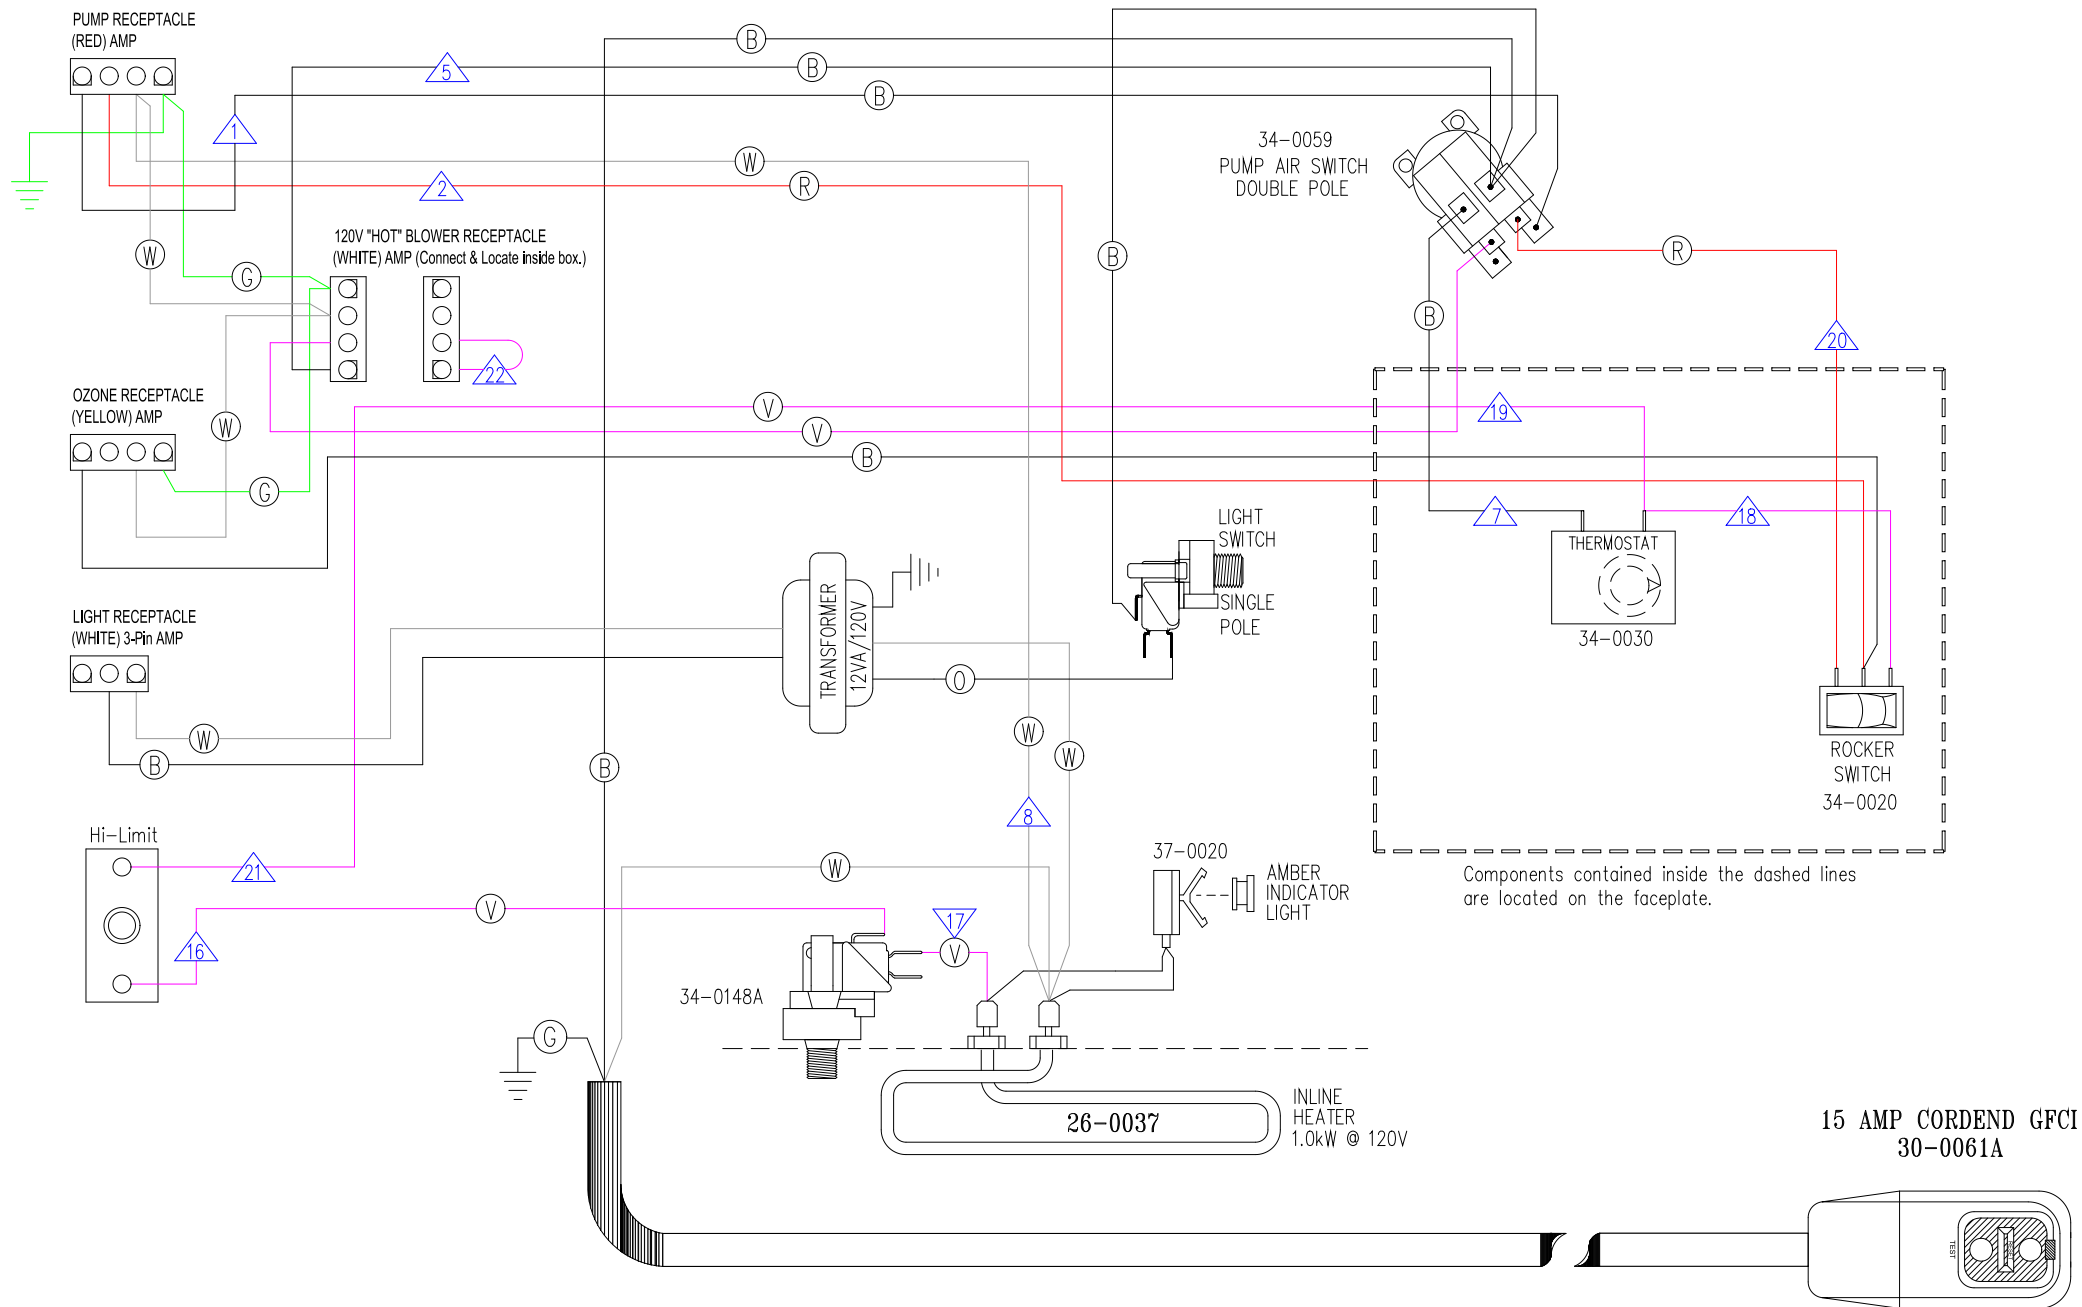 PUMP RECEPTACLE
(RED) AMP
B
5
B
B
1
34-0059
PUMP AIR SWITCH
DOUBLE POLE
W
2
R
120V "HOT" BLOWER RECEPTACLE
(WHITE) AMP (Connect & Locate inside box.)
W
G
B
R
B
20
22
OZONE RECEPTACLE
(YELLOW) AMP
W
V
19
V
B
G
7
18
LIGHT
SWITCH
THERMOSTAT
SINGLE
POLE
34-0030
LIGHT RECEPTACLE
(WHITE) 3-Pin AMP
TRANSFORMER
12VA/120V
O
W
B
B
W
W
ROCKER
SWITCH
34-0020
8
Hi-Limit
21
W
37-0020
AMBER
INDICATOR
LIGHT
Components contained inside the dashed lines
are located on the faceplate.
V
17
16
V
34-0148A
G
26-0037
INLINE
HEATER
1.0kW @ 120V
15 AMP CORDEND GFCI
30-0061A
TEST
RESET